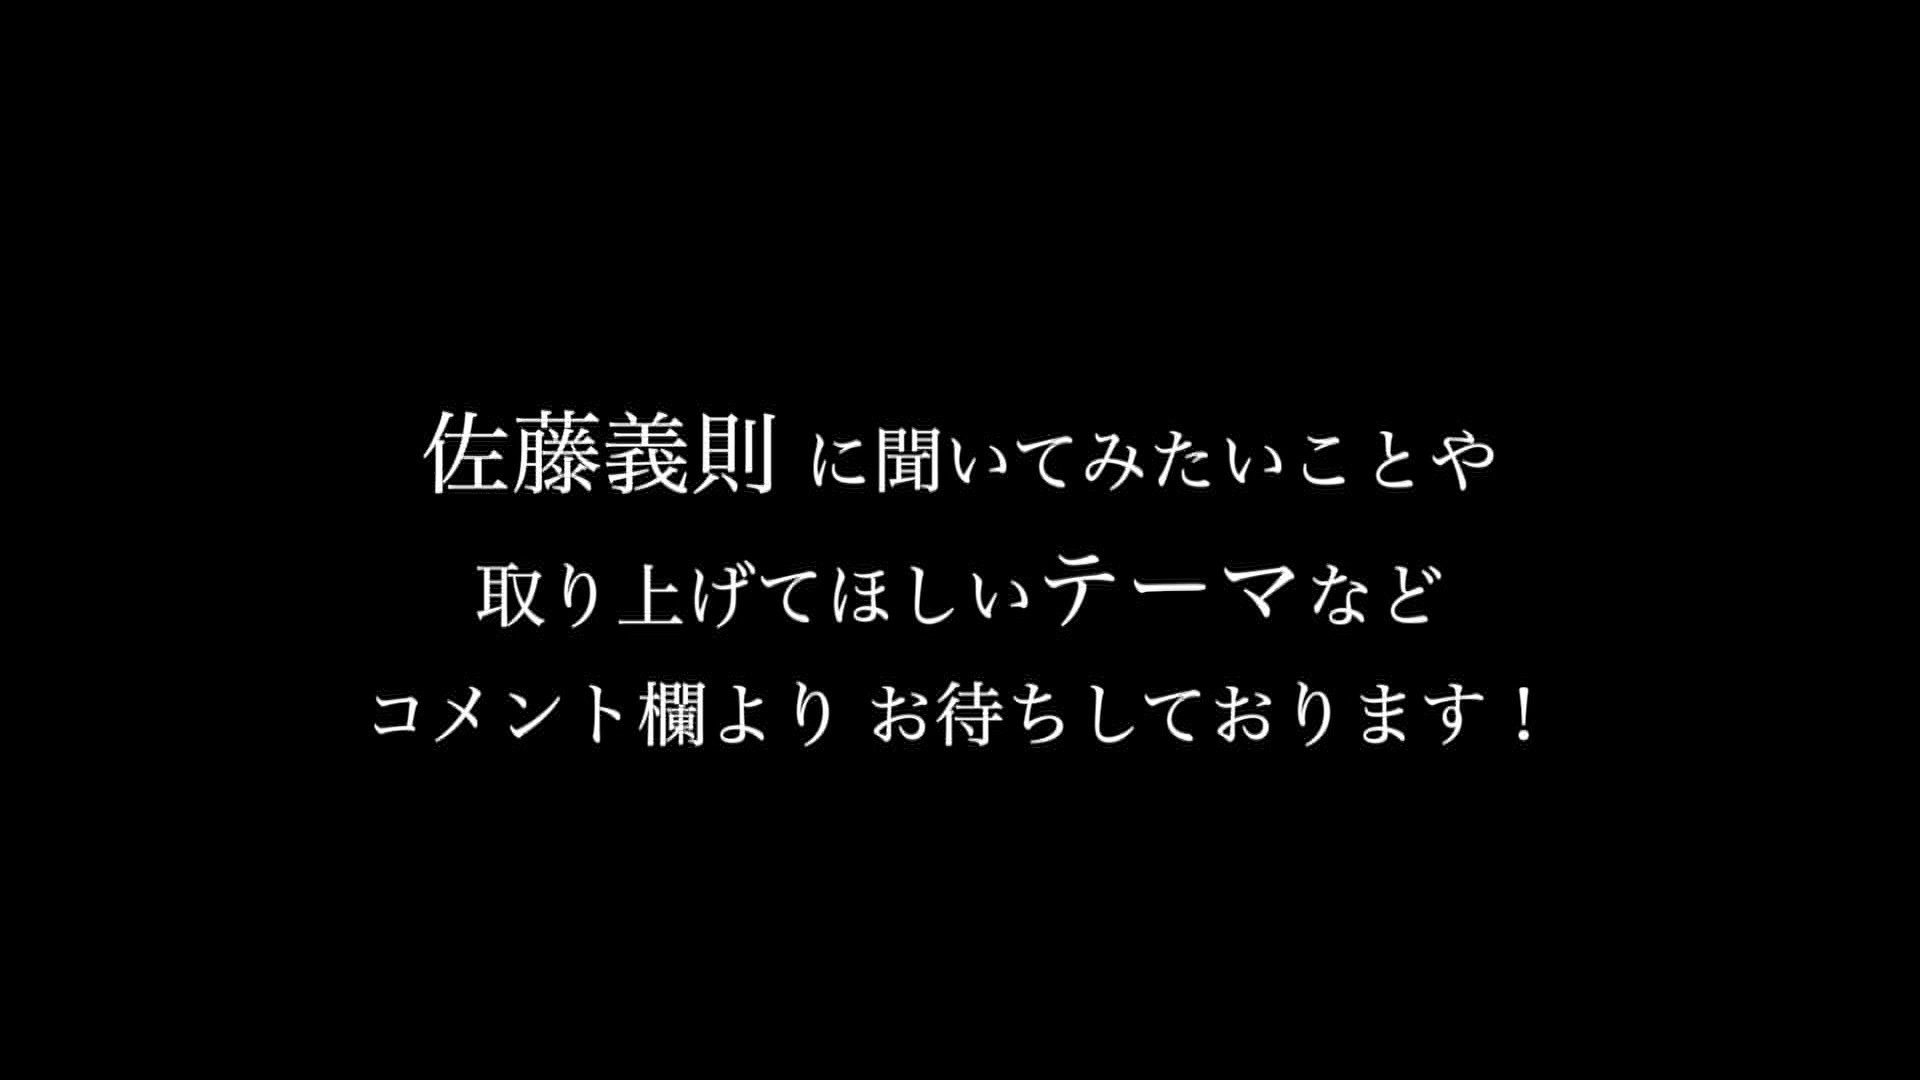 佐藤義則 に聞いてみたいことや
取り上げてほしいテーマなど
コメント欄より お待ちしております！